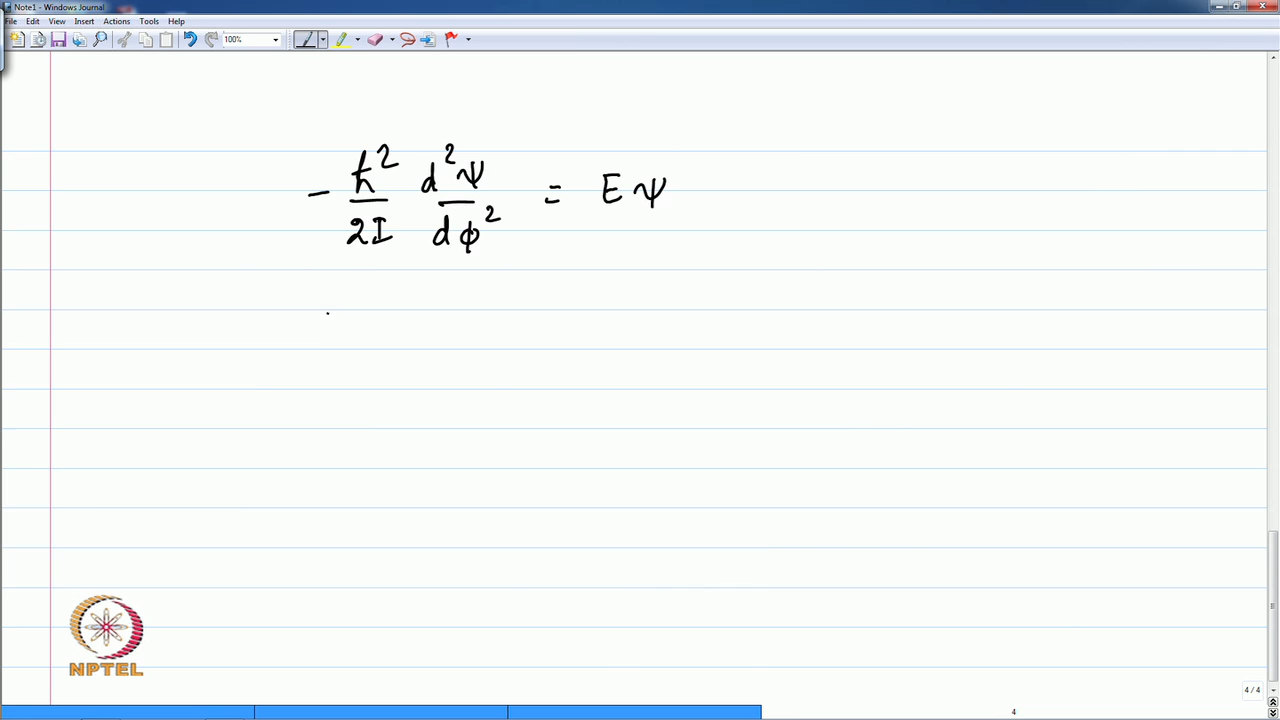 Note1 - Windows Journal
File Edit View Insert Actions Tools Help
100%
- ℏ²/2I d²ψ/dϕ² = Eψ
NPTEL
4 / 4
4